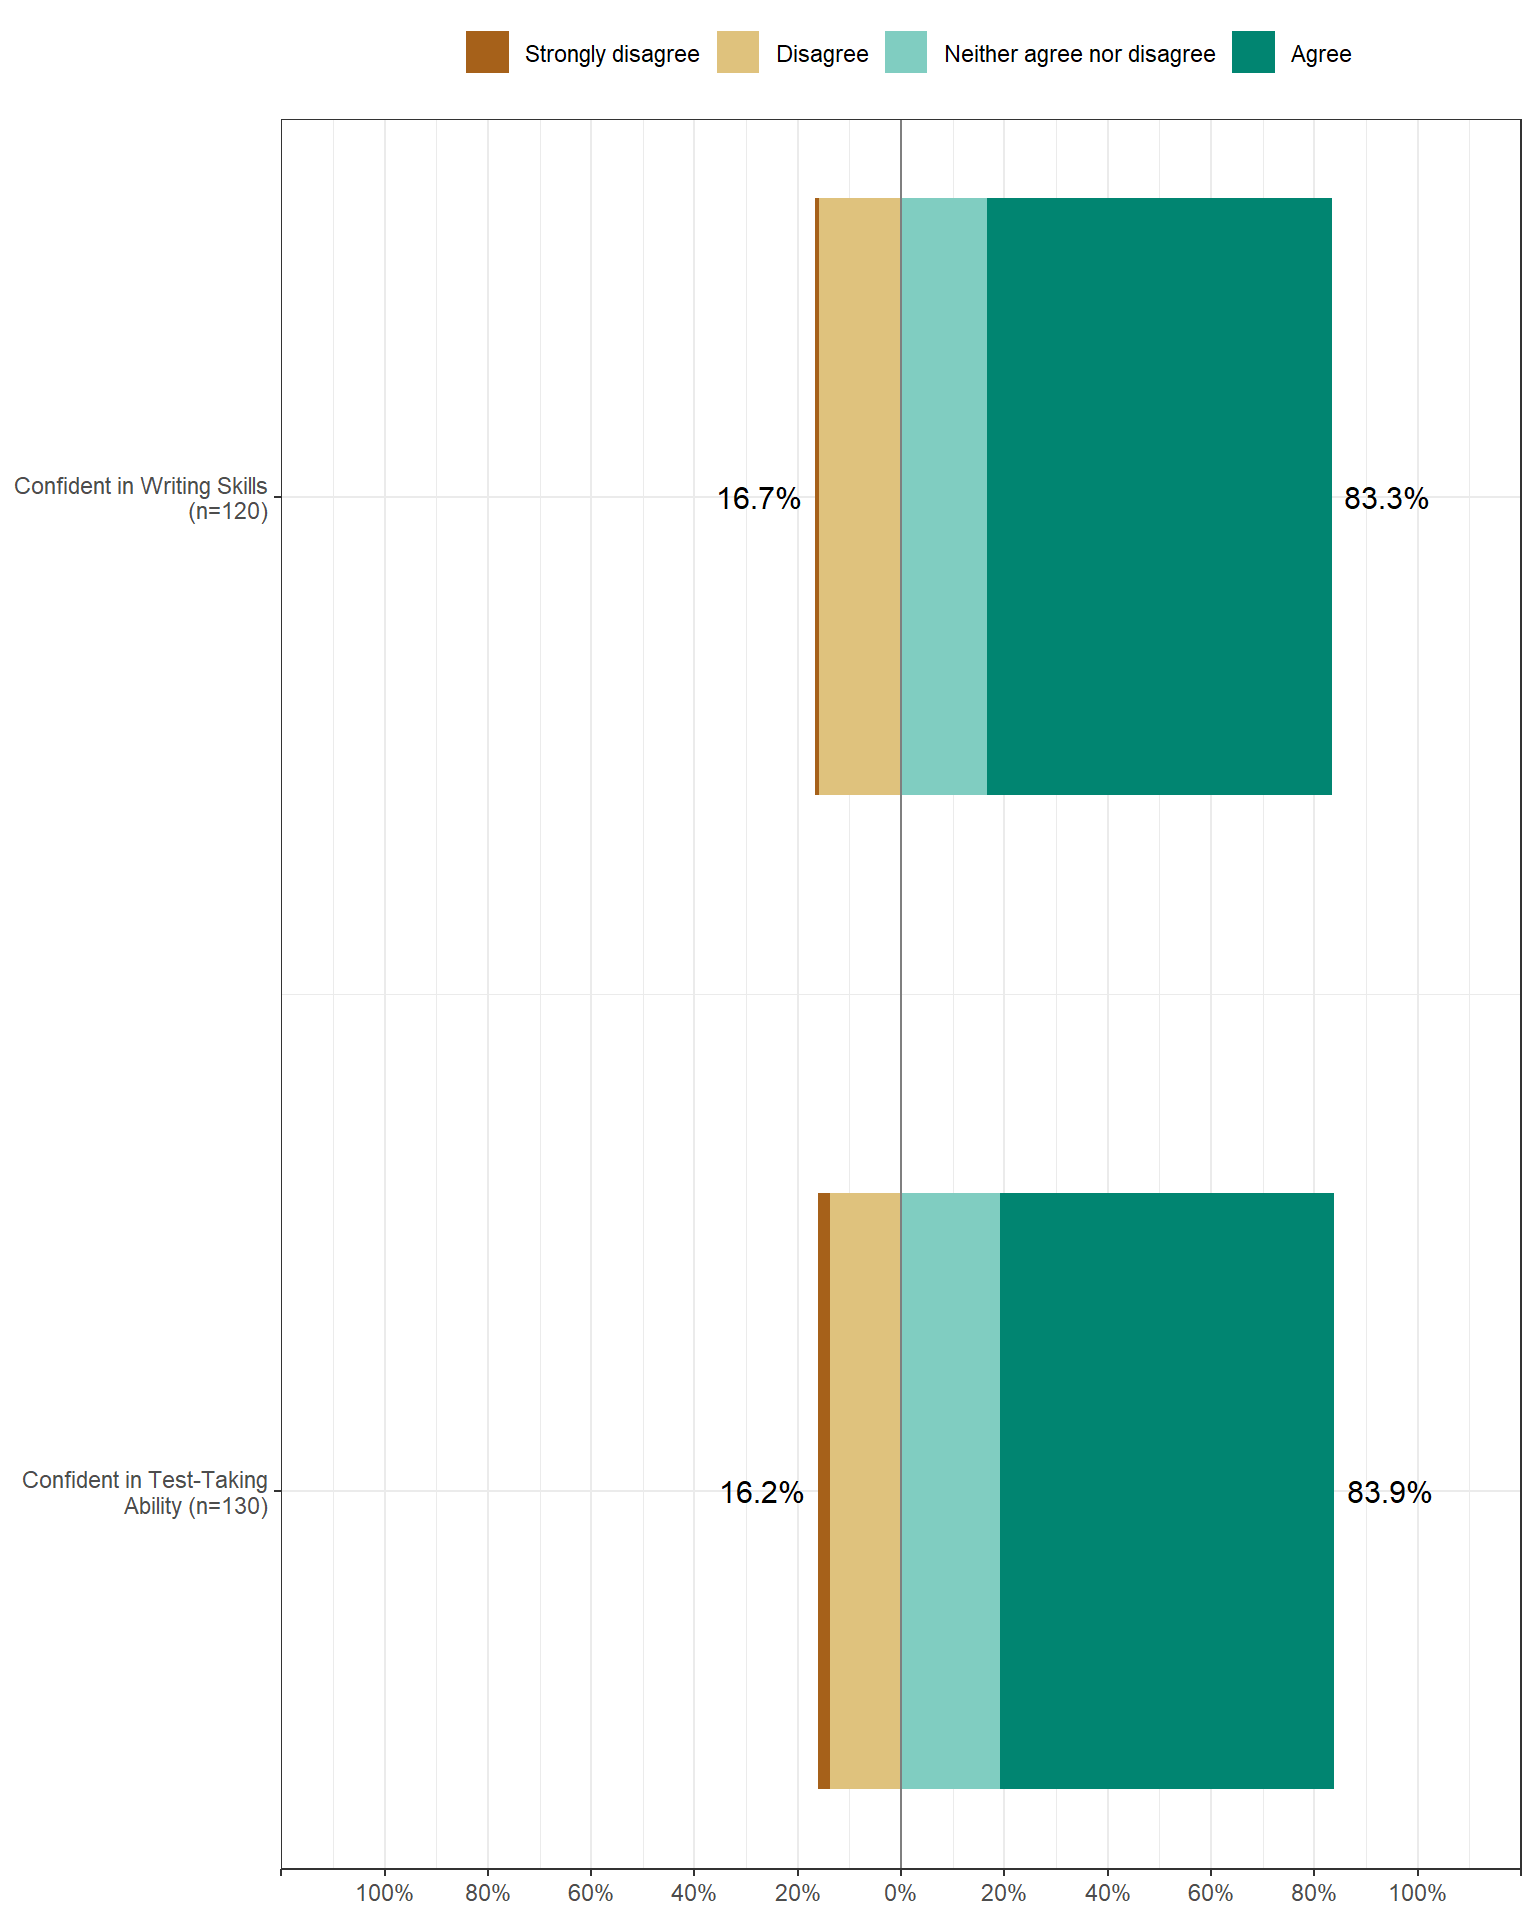 Strongly disagree Disagree Neither agree nor disagree Agree
Confident in Writing Skills
(n=120)
16.7% 83.3%
Confident in Test-Taking
Ability (n=130)
16.2% 83.9%
100% 80% 60% 40% 20% 0% 20% 40% 60% 80% 100%